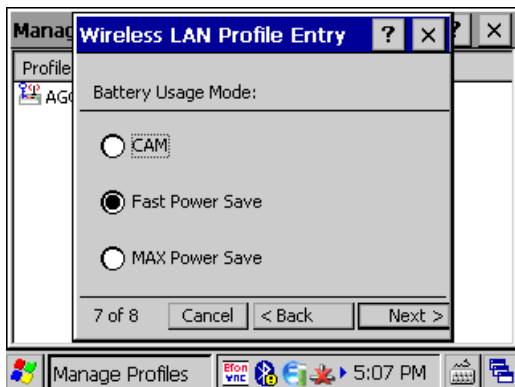 Manag
Wireless LAN Profile Entry ? ×
? ×
Profile
AGC
Battery Usage Mode:
CAM
Fast Power Save
MAX Power Save
7 of 8 Cancel < Back Next >
Manage Profiles Efon VNC 5:07 PM